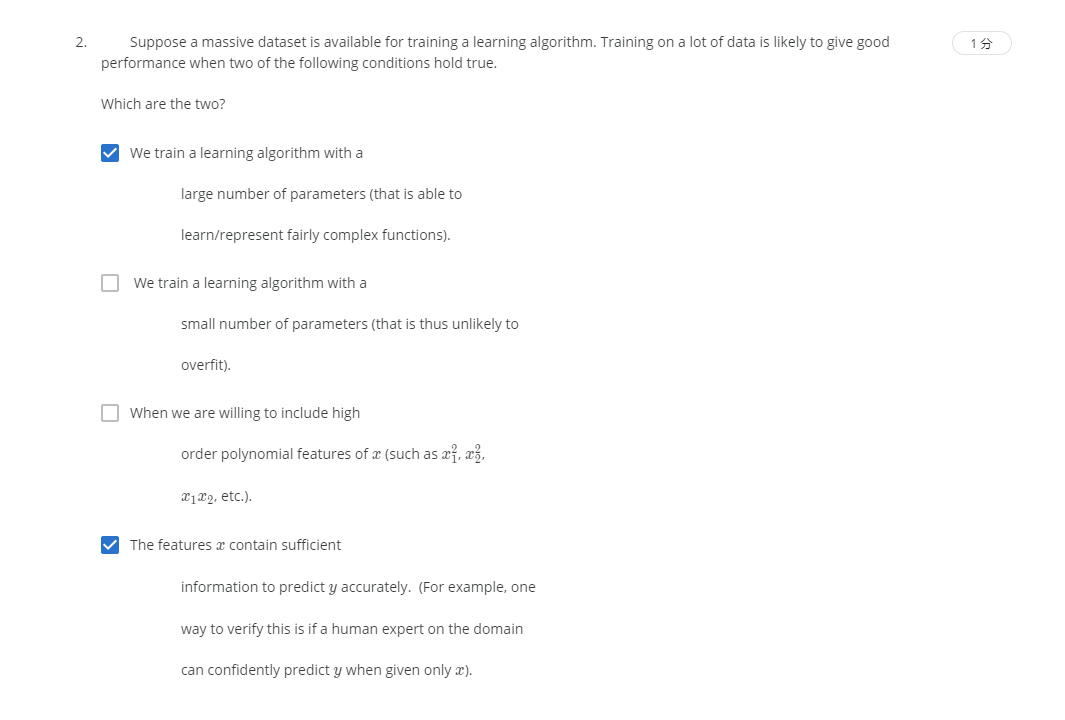 2. Suppose a massive dataset is available for training a learning algorithm. Training on a lot of data is likely to give good
1 分
performance when two of the following conditions hold true.
Which are the two?
We train a learning algorithm with a
large number of parameters (that is able to
learn/represent fairly complex functions).
We train a learning algorithm with a
small number of parameters (that is thus unlikely to
overfit).
When we are willing to include high
order polynomial features of x (such as x₁², x₂²,
x₁x₂, etc.).
The features x contain sufficient
information to predict y accurately. (For example, one
way to verify this is if a human expert on the domain
can confidently predict y when given only x).